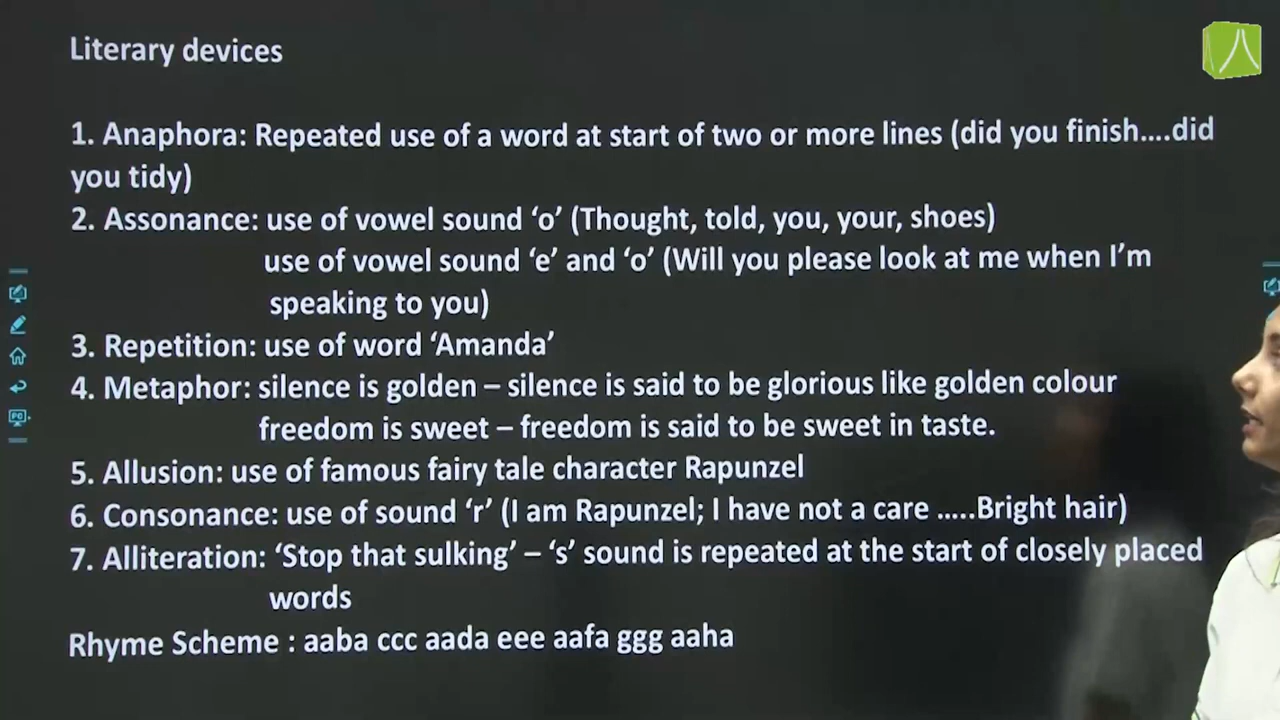 Literary devices
1. Anaphora: Repeated use of a word at start of two or more lines (did you finish....did
you tidy)
2. Assonance: use of vowel sound ‘o’ (Thought, told, you, your, shoes)
use of vowel sound ‘e’ and ‘o’ (Will you please look at me when I’m
speaking to you)
3. Repetition: use of word ‘Amanda’
4. Metaphor: silence is golden – silence is said to be glorious like golden colour
freedom is sweet – freedom is said to be sweet in taste.
5. Allusion: use of famous fairy tale character Rapunzel
6. Consonance: use of sound ‘r’ (I am Rapunzel; I have not a care .....Bright hair)
7. Alliteration: ‘Stop that sulking’ – ‘s’ sound is repeated at the start of closely placed
words
Rhyme Scheme : aaba ccc aada eee aafa ggg aaha